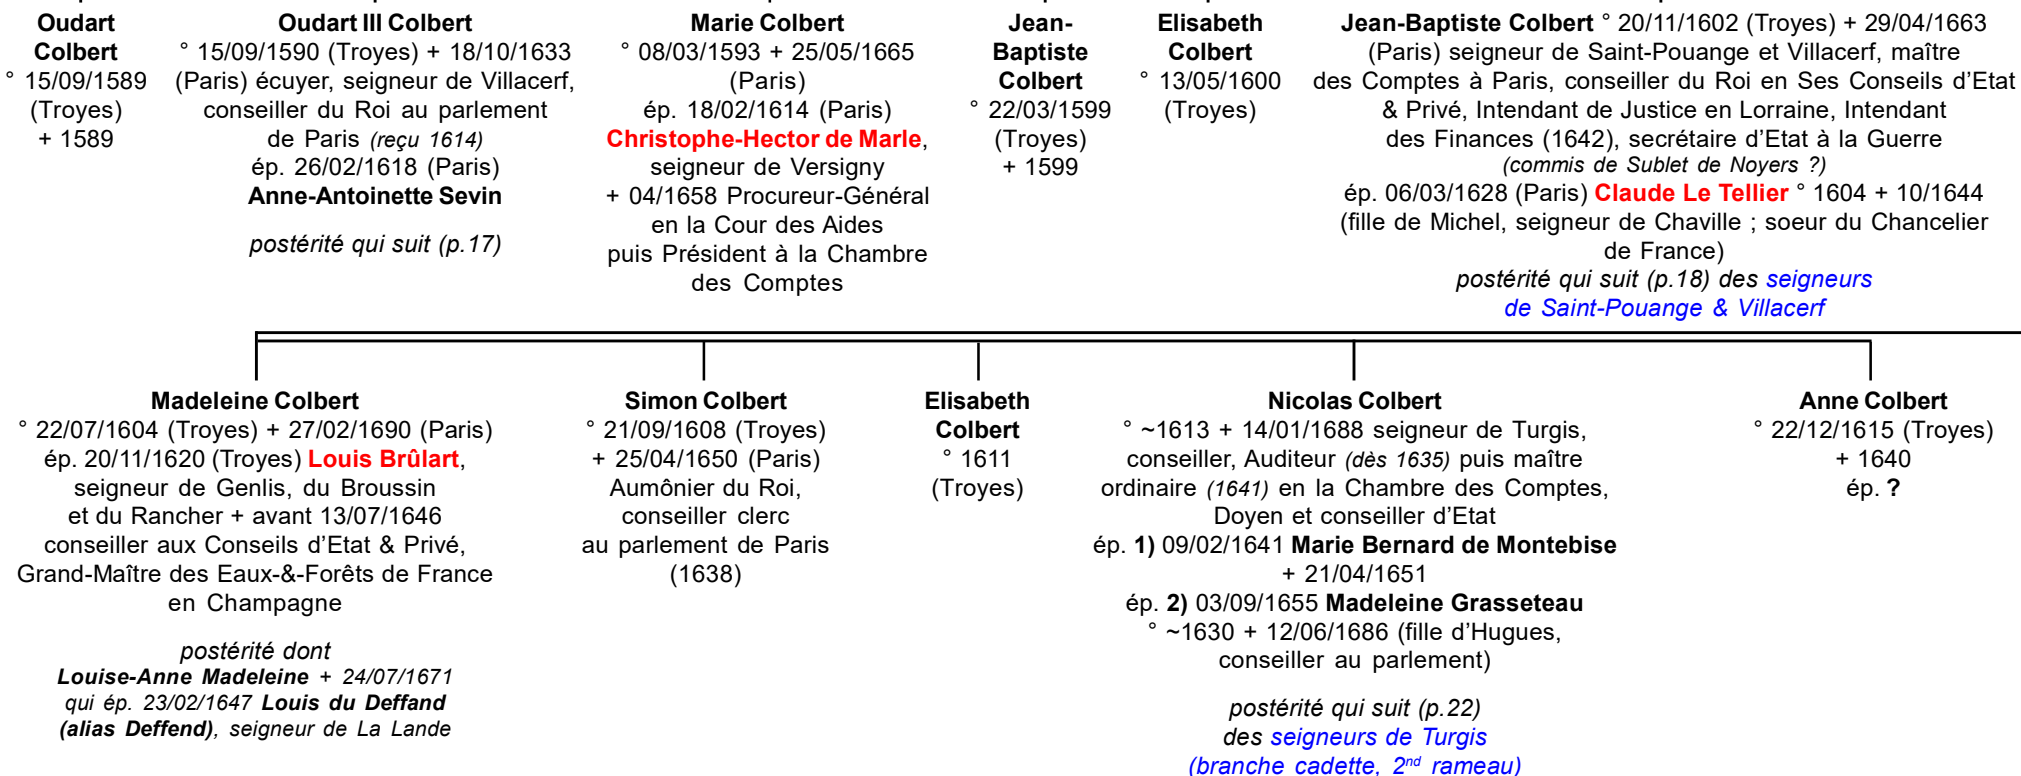 Oudart
Colbert
° 15/09/1589
(Troyes)
+ 1589
Oudart III Colbert
° 15/09/1590 (Troyes) + 18/10/1633
(Paris) écuyer, seigneur de Villacerf,
conseiller du Roi au parlement
de Paris (reçu 1614)
ép. 26/02/1618 (Paris)
Anne-Antoinette Sevin
postérité qui suit (p.17)
Marie Colbert
° 08/03/1593 + 25/05/1665
(Paris)
ép. 18/02/1614 (Paris)
Christophe-Hector de Marle,
seigneur de Versigny
+ 04/1658 Procureur-Général
en la Cour des Aides
puis Président à la Chambre
des Comptes
Jean-
Baptiste
Colbert
° 22/03/1599
(Troyes)
+ 1599
Elisabeth
Colbert
° 13/05/1600
(Troyes)
Jean-Baptiste Colbert ° 20/11/1602 (Troyes) + 29/04/1663
(Paris) seigneur de Saint-Pouange et Villacerf, maître
des Comptes à Paris, conseiller du Roi en Ses Conseils d'Etat
& Privé, Intendant de Justice en Lorraine, Intendant
des Finances (1642), secrétaire d'Etat à la Guerre
(commis de Sublet de Noyers ?)
ép. 06/03/1628 (Paris) Claude Le Tellier ° 1604 + 10/1644
(fille de Michel, seigneur de Chaville ; soeur du Chancelier
de France)
postérité qui suit (p.18) des seigneurs
de Saint-Pouange & Villacerf
Madeleine Colbert
° 22/07/1604 (Troyes) + 27/02/1690 (Paris)
ép. 20/11/1620 (Troyes) Louis Brûlart,
seigneur de Genlis, du Broussin
et du Rancher + avant 13/07/1646
conseiller aux Conseils d'Etat & Privé,
Grand-Maître des Eaux-&-Forêts de France
en Champagne
postérité dont
Louise-Anne Madeleine + 24/07/1671
qui ép. 23/02/1647 Louis du Deffand
(alias Deffend), seigneur de La Lande
Simon Colbert
° 21/09/1608 (Troyes)
+ 25/04/1650 (Paris)
Aumônier du Roi,
conseiller clerc
au parlement de Paris
(1638)
Elisabeth
Colbert
° 1611
(Troyes)
Nicolas Colbert
° ~1613 + 14/01/1688 seigneur de Turgis,
conseiller, Auditeur (dès 1635) puis maître
ordinaire (1641) en la Chambre des Comptes,
Doyen et conseiller d'Etat
ép. 1) 09/02/1641 Marie Bernard de Montebise
+ 21/04/1651
ép. 2) 03/09/1655 Madeleine Grasseteau
° ~1630 + 12/06/1686 (fille d'Hugues,
conseiller au parlement)
postérité qui suit (p.22)
des seigneurs de Turgis
(branche cadette, 2nd rameau)
Anne Colbert
° 22/12/1615 (Troyes)
+ 1640
ép. ?